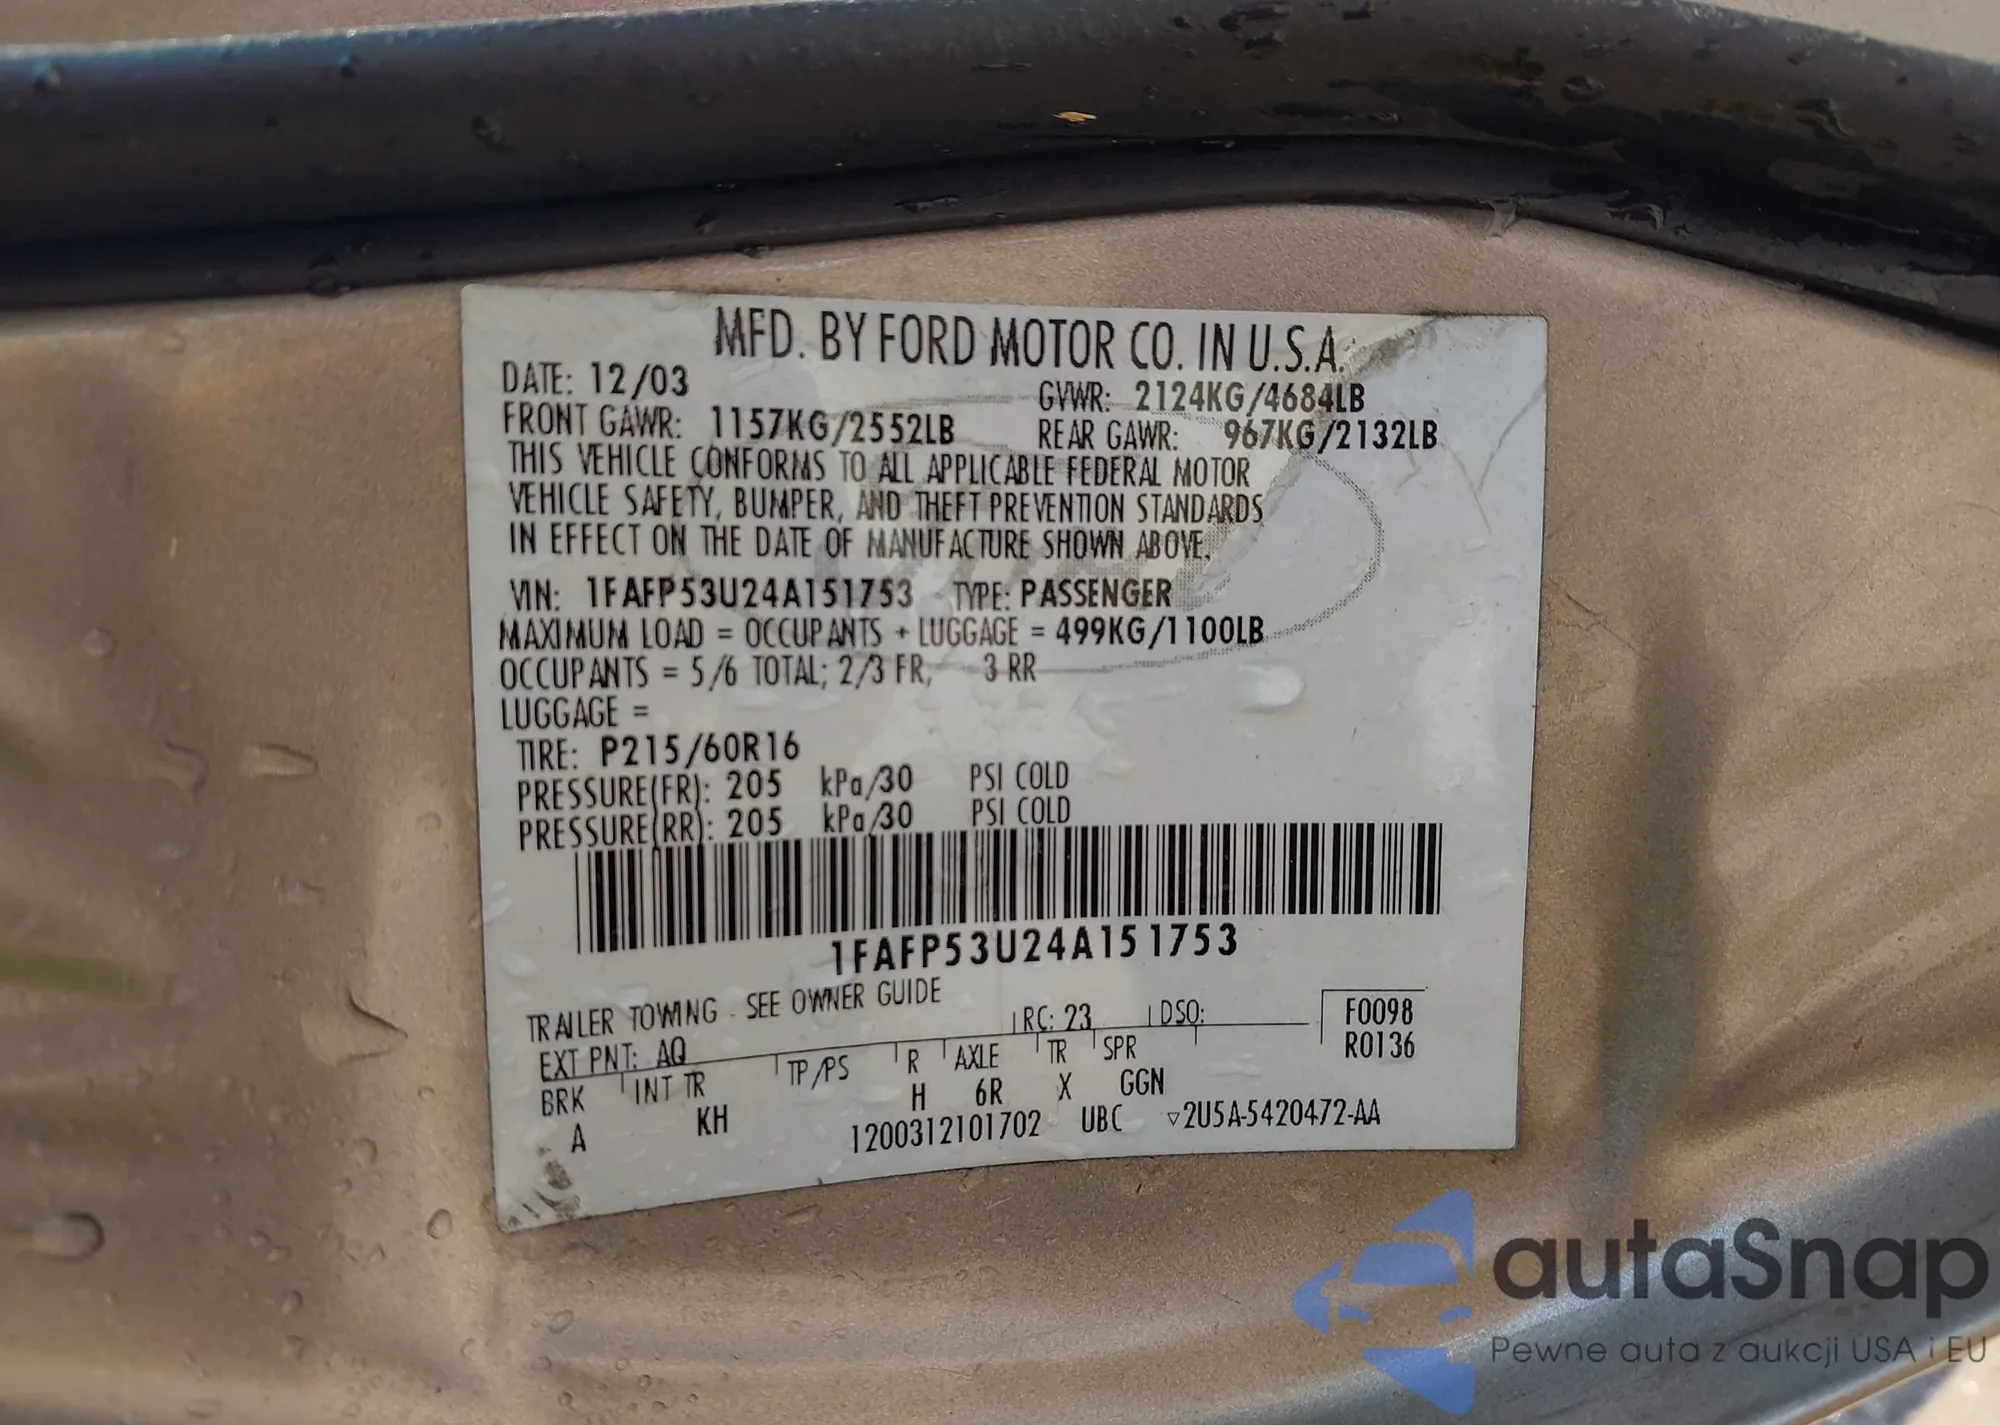 MFD. BY FORD MOTOR CO. IN U.S.A.
DATE: 12/03 GVWR: 2124KG/4684LB
FRONT GAWR: 1157KG/2552LB REAR GAWR: 967KG/2132LB
THIS VEHICLE CONFORMS TO ALL APPLICABLE FEDERAL MOTOR
VEHICLE SAFETY, BUMPER, AND THEFT PREVENTION STANDARDS
IN EFFECT ON THE DATE OF MANUFACTURE SHOWN ABOVE.
VIN: 1FAFP53U24A151753 TYPE: PASSENGER
MAXIMUM LOAD = OCCUPANTS + LUGGAGE = 499KG/1100LB
OCCUPANTS = 5/6 TOTAL; 2/3 FR, 3 RR
LUGGAGE =
TIRE: P215/60R16
PRESSURE(FR): 205 kPa/30 PSI COLD
PRESSURE(RR): 205 kPa/30 PSI COLD
1FAFP53U24A151753
TRAILER TOWING - SEE OWNER GUIDE
EXT PNT: AQ RC: 23 DSO: F0098
BRK INT TR TP/PS R AXLE TR SPR R0136
A KH H 6R X GGN
1200312101702 UBC ▽2U5A-5420472-AA
autaSnap
Pewne auta z aukcji USA i EU